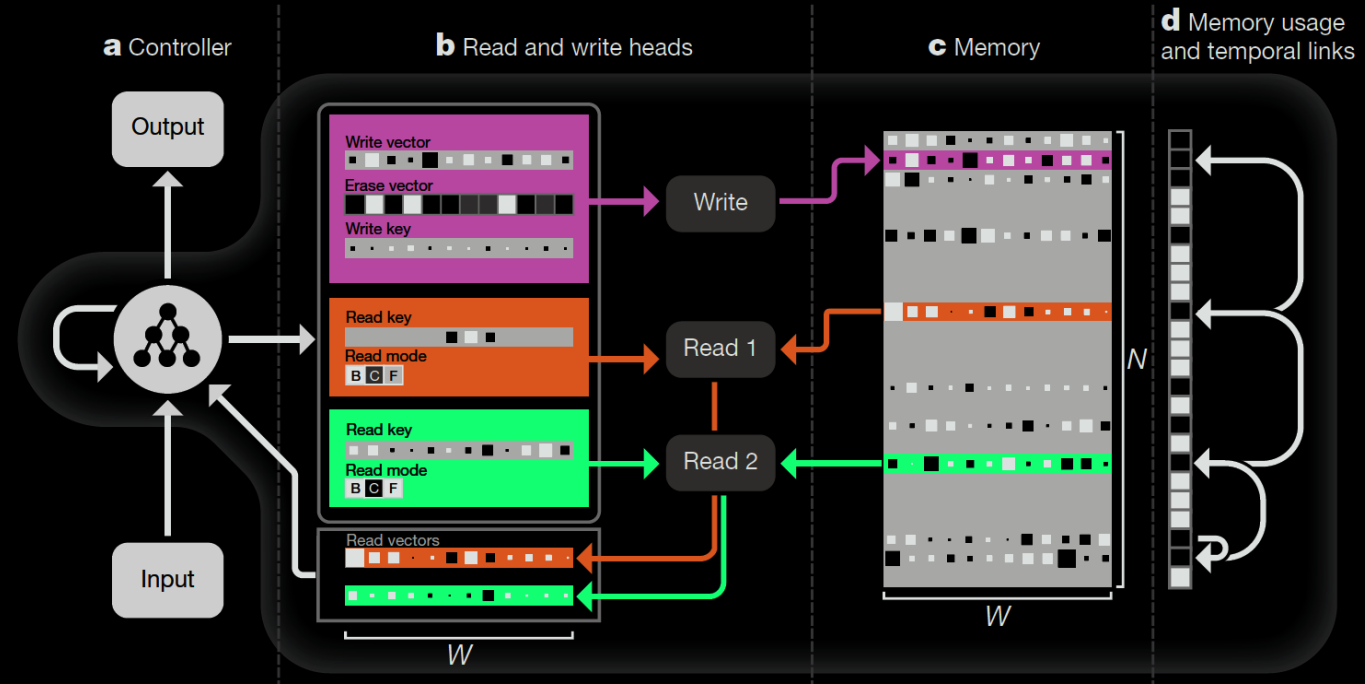 a Controller
b Read and write heads
c Memory
d Memory usage
and temporal links
Output
Input
Write vector
Erase vector
Write key
Read key
Read mode
B C F
Read key
Read mode
B C F
Read vectors
W
Write
Read 1
Read 2
N
W